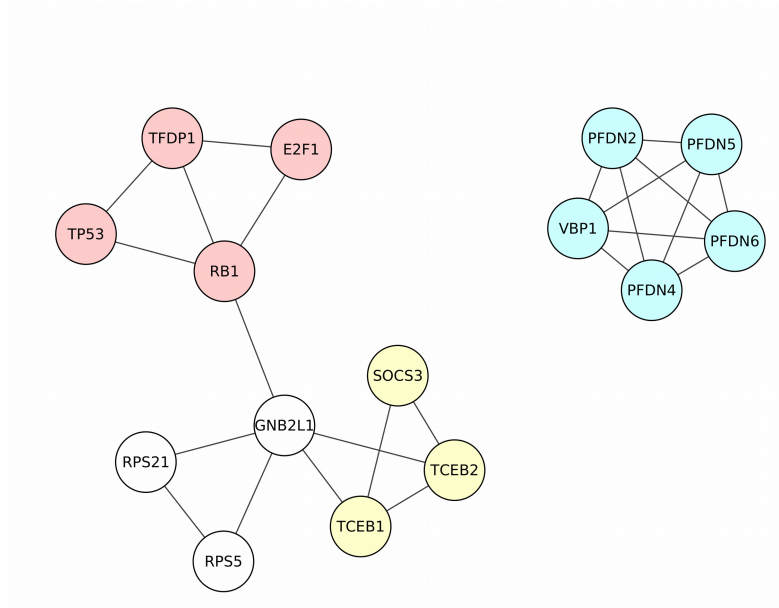 TFDP1
E2F1
PFDN2
PFDN5
TP53
RB1
VBP1
PFDN6
PFDN4
SOCS3
GNB2L1
RPS21
TCEB2
TCEB1
RPS5